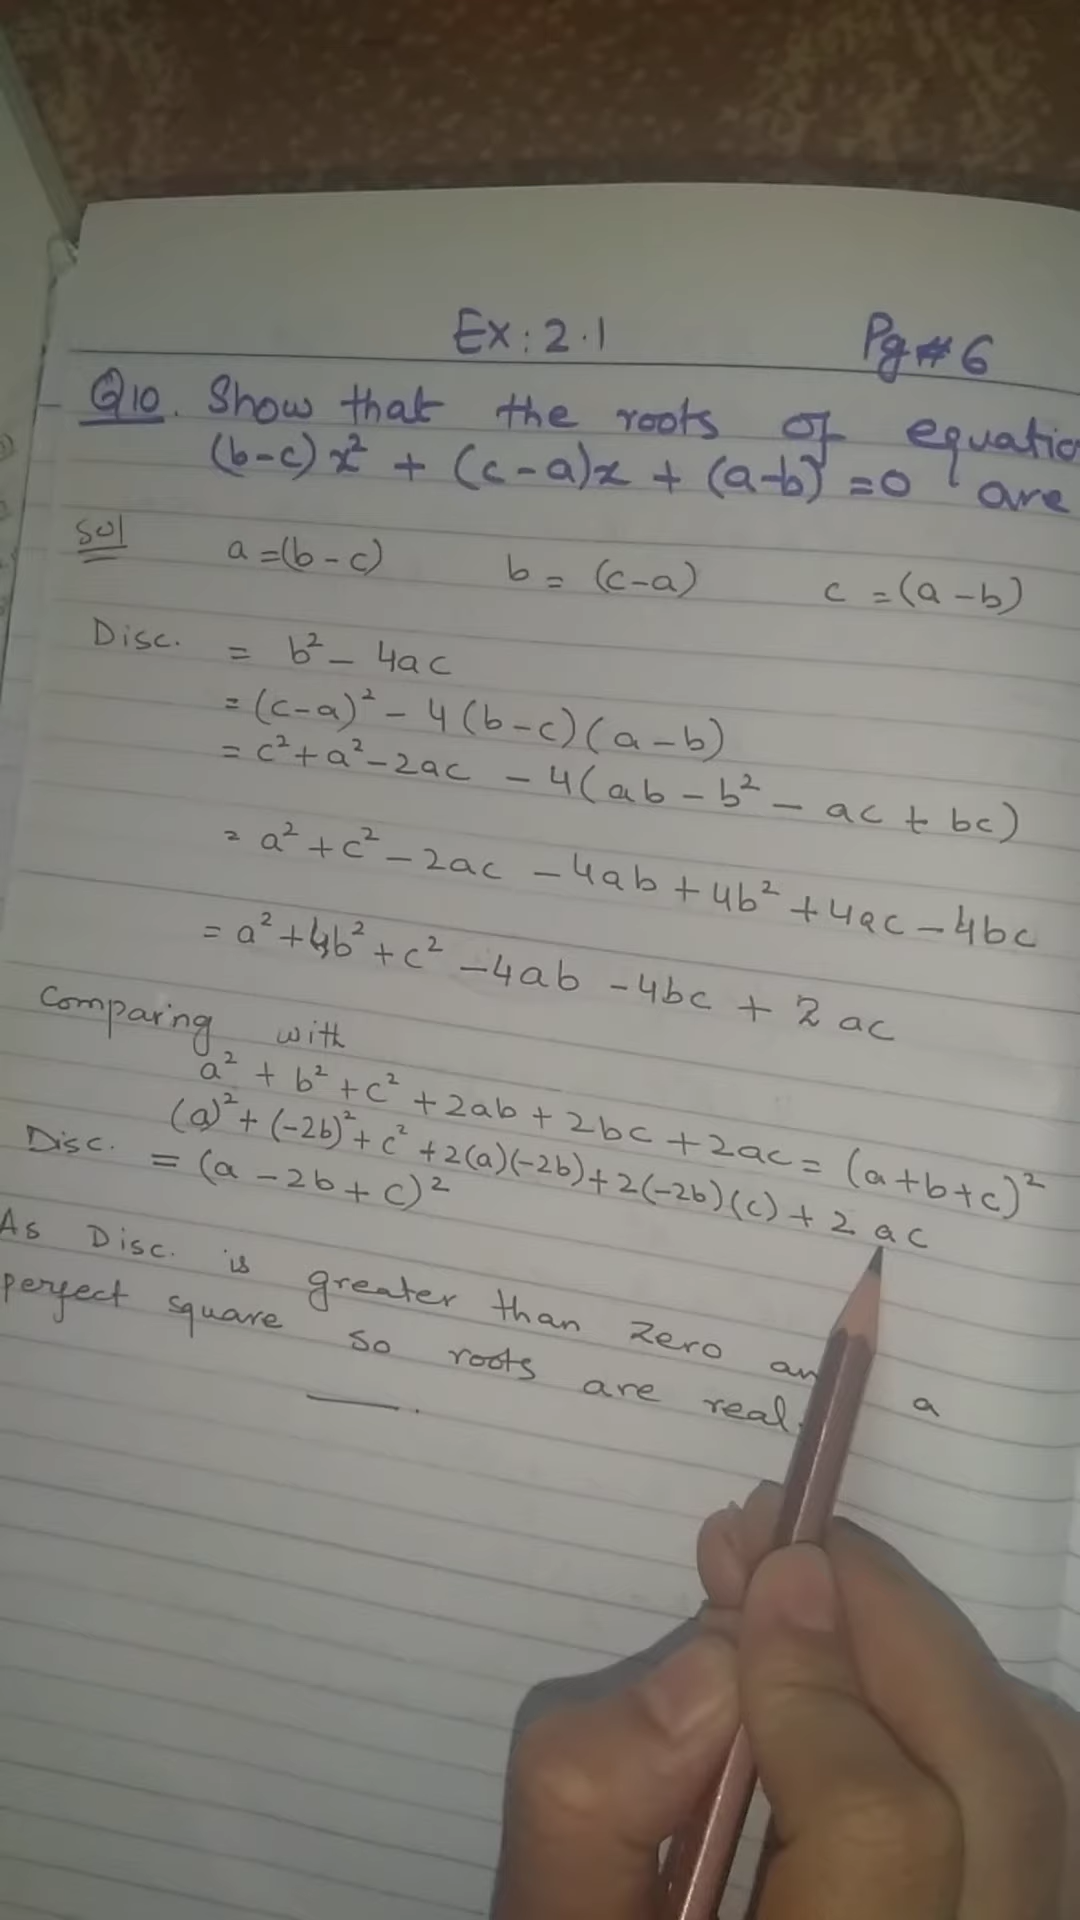 Ex: 2.1 Pg # 6
Q10. Show that the roots of equatio
(b-c)x² + (c-a)x + (a-b) = 0 are
Sol a = (b-c) b = (c-a) c = (a-b)
Disc. = b² - 4ac
= (c-a)² - 4(b-c)(a-b)
= c² + a² - 2ac - 4(ab - b² - ac + bc)
= a² + c² - 2ac - 4ab + 4b² + 4ac - 4bc
= a² + 4b² + c² - 4ab - 4bc + 2ac
Comparing with
a² + b² + c² + 2ab + 2bc + 2ac = (a+b+c)²
(a)² + (-2b)² + c² + 2(a)(-2b) + 2(-2b)(c) + 2ac
Disc. = (a - 2b + c)²
As Disc. is greater than zero an a
perfect square so roots are real.